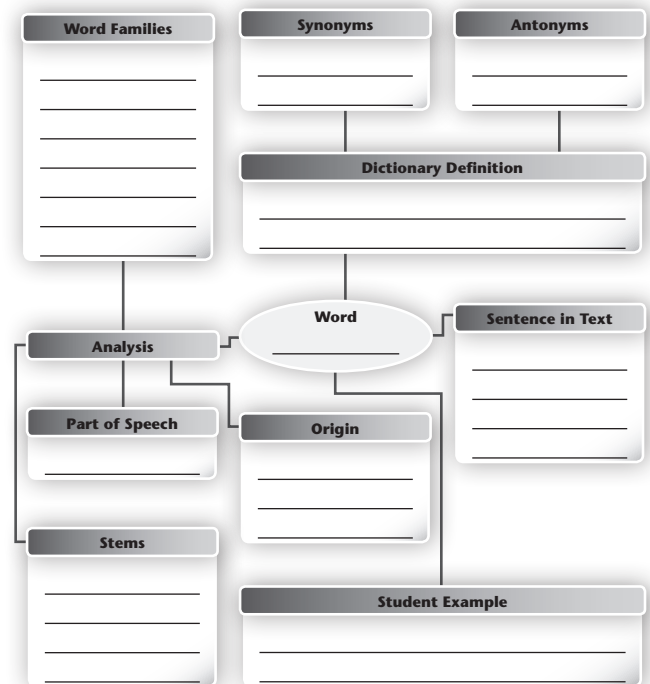 Word Families
Synonyms
Antonyms
Dictionary Definition
Word
Sentence in Text
Analysis
Part of Speech
Origin
Stems
Student Example